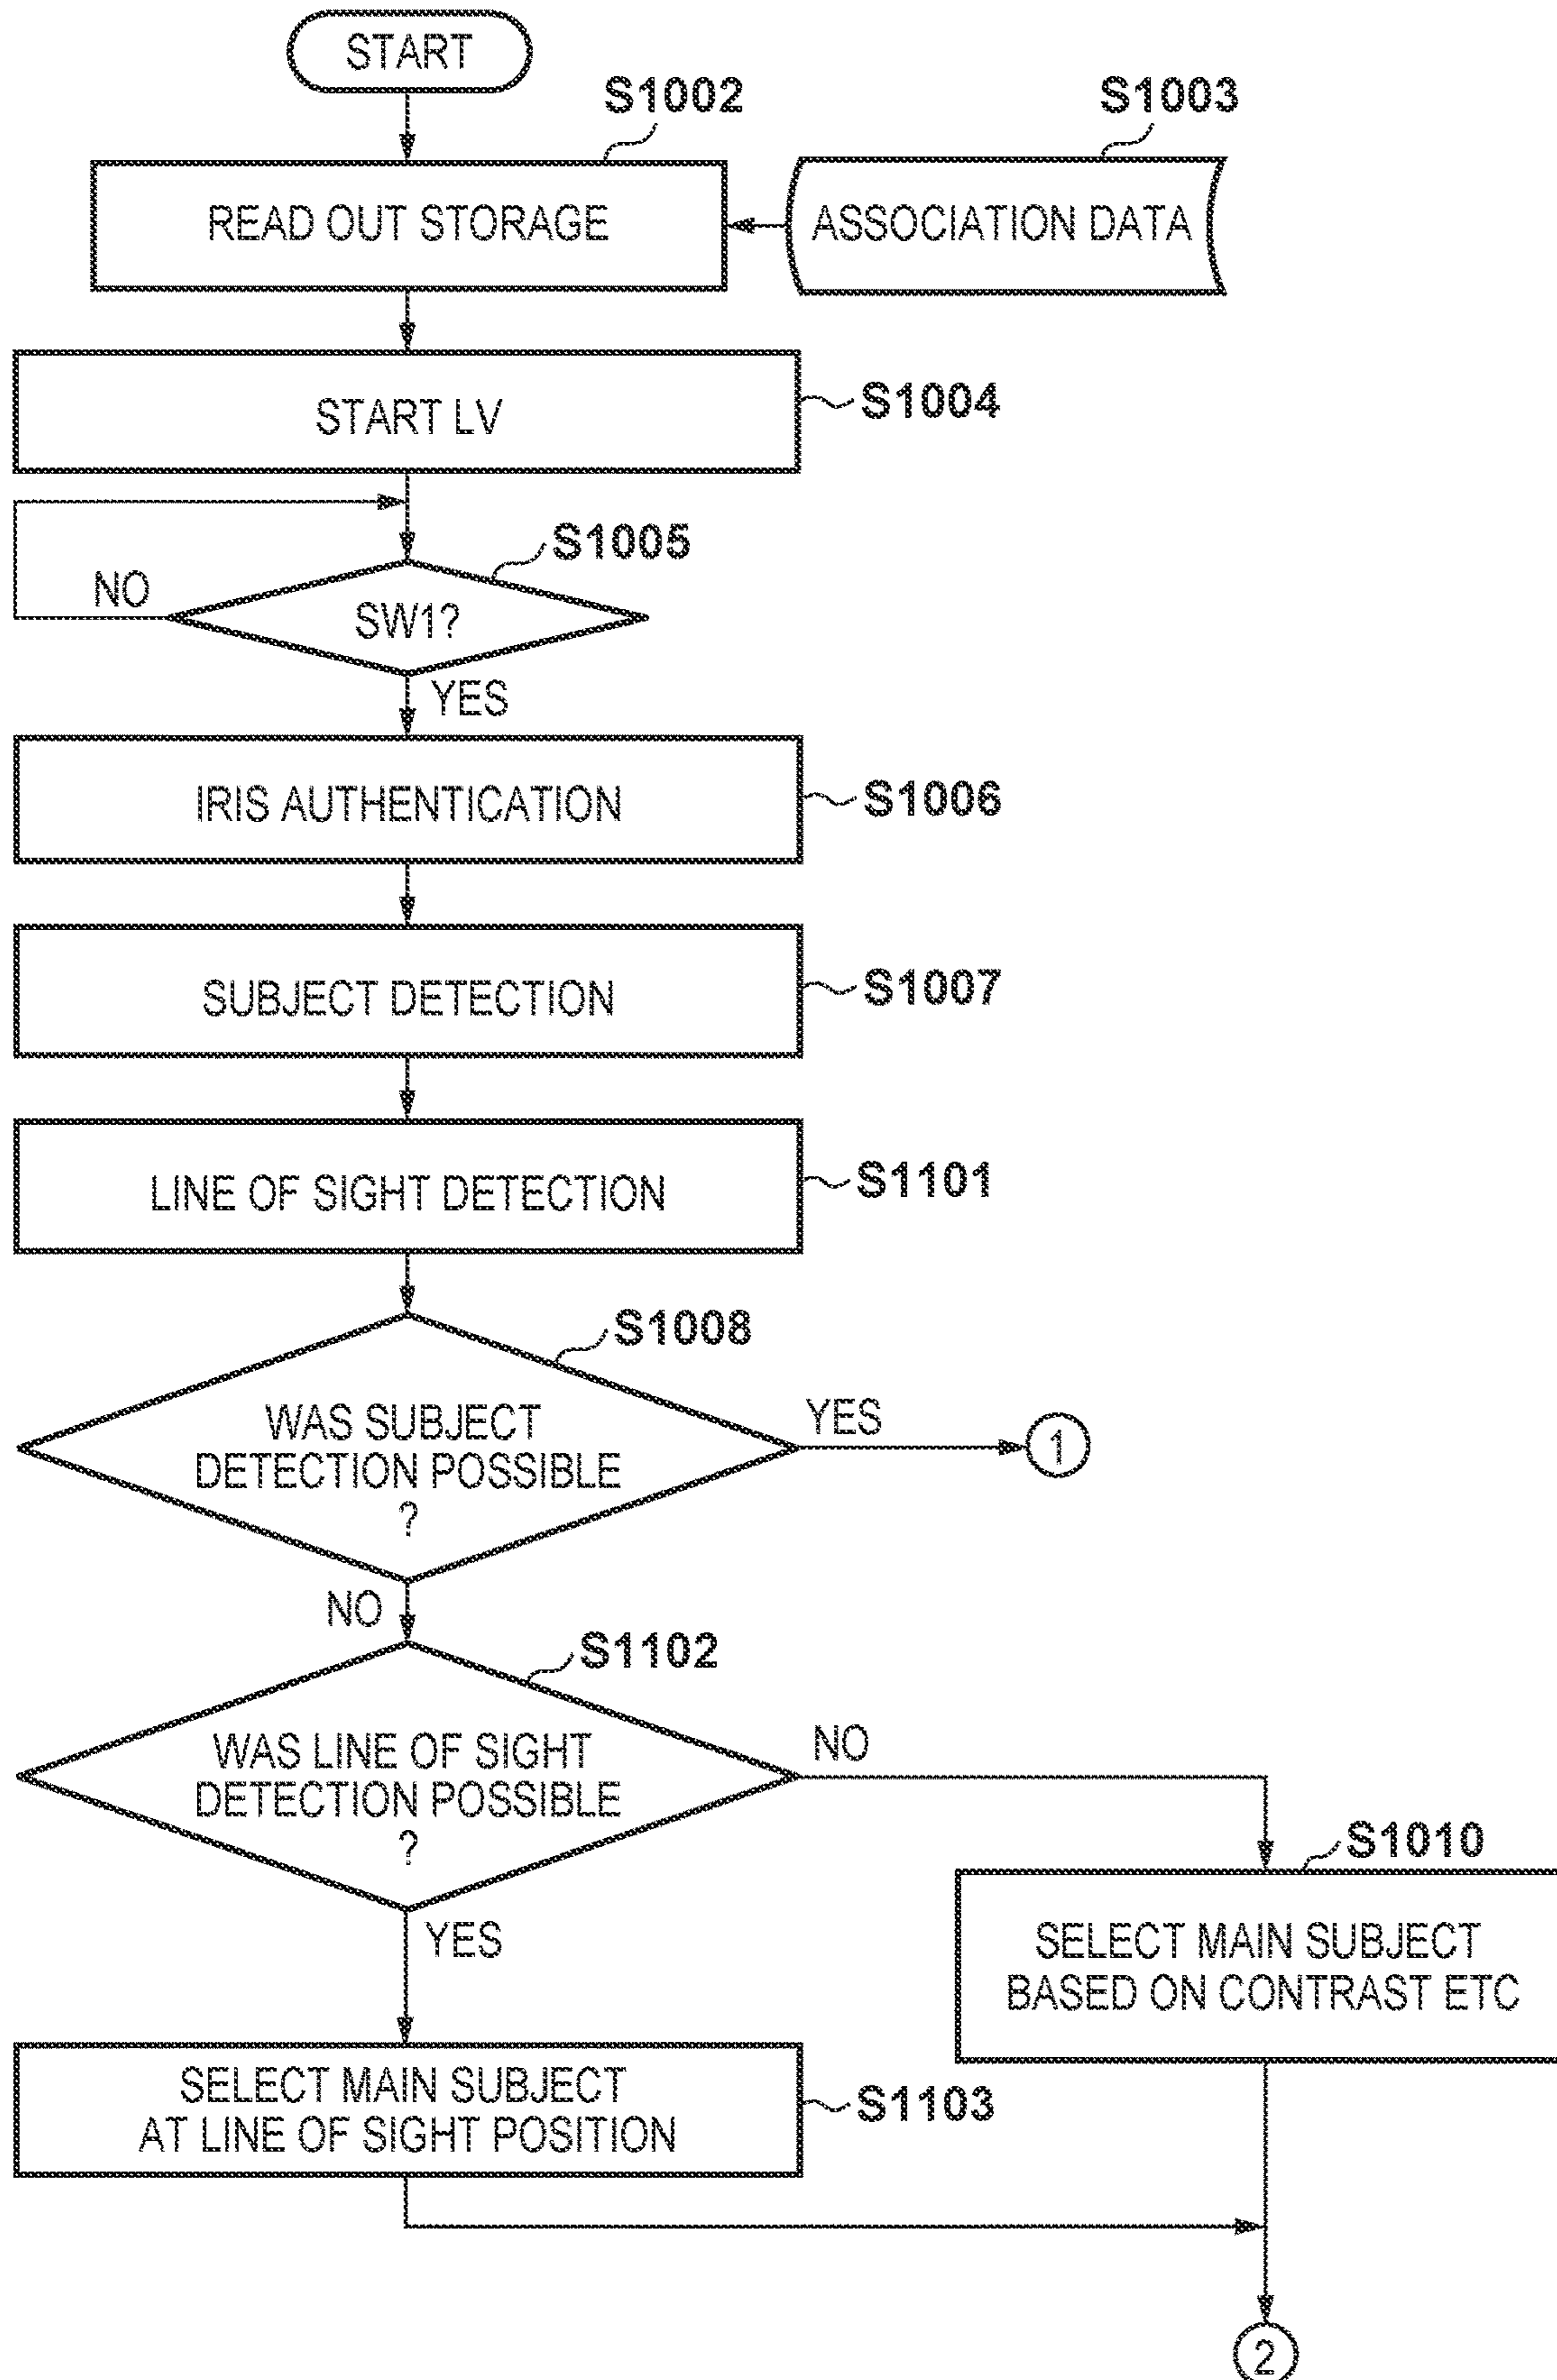 START
S1002
S1003
READ OUT STORAGE
ASSOCIATION DATA
START LV
S1004
S1005
NO
SW1?
YES
IRIS AUTHENTICATION
S1006
SUBJECT DETECTION
S1007
LINE OF SIGHT DETECTION
S1101
S1008
WAS SUBJECT
DETECTION POSSIBLE
?
YES
1
NO
S1102
WAS LINE OF SIGHT
DETECTION POSSIBLE
?
NO
YES
S1010
SELECT MAIN SUBJECT
BASED ON CONTRAST ETC
SELECT MAIN SUBJECT
AT LINE OF SIGHT POSITION
S1103
2